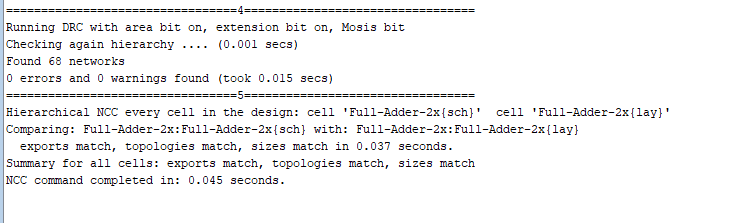 ==================================4==================================
Running DRC with area bit on, extension bit on, Mosis bit
Checking again hierarchy .... (0.001 secs)
Found 68 networks
0 errors and 0 warnings found (took 0.015 secs)
==================================5==================================
Hierarchical NCC every cell in the design: cell 'Full-Adder-2x{sch}'  cell 'Full-Adder-2x{lay}'
Comparing: Full-Adder-2x:Full-Adder-2x{sch} with: Full-Adder-2x:Full-Adder-2x{lay}
  exports match, topologies match, sizes match in 0.037 seconds.
Summary for all cells: exports match, topologies match, sizes match
NCC command completed in: 0.045 seconds.